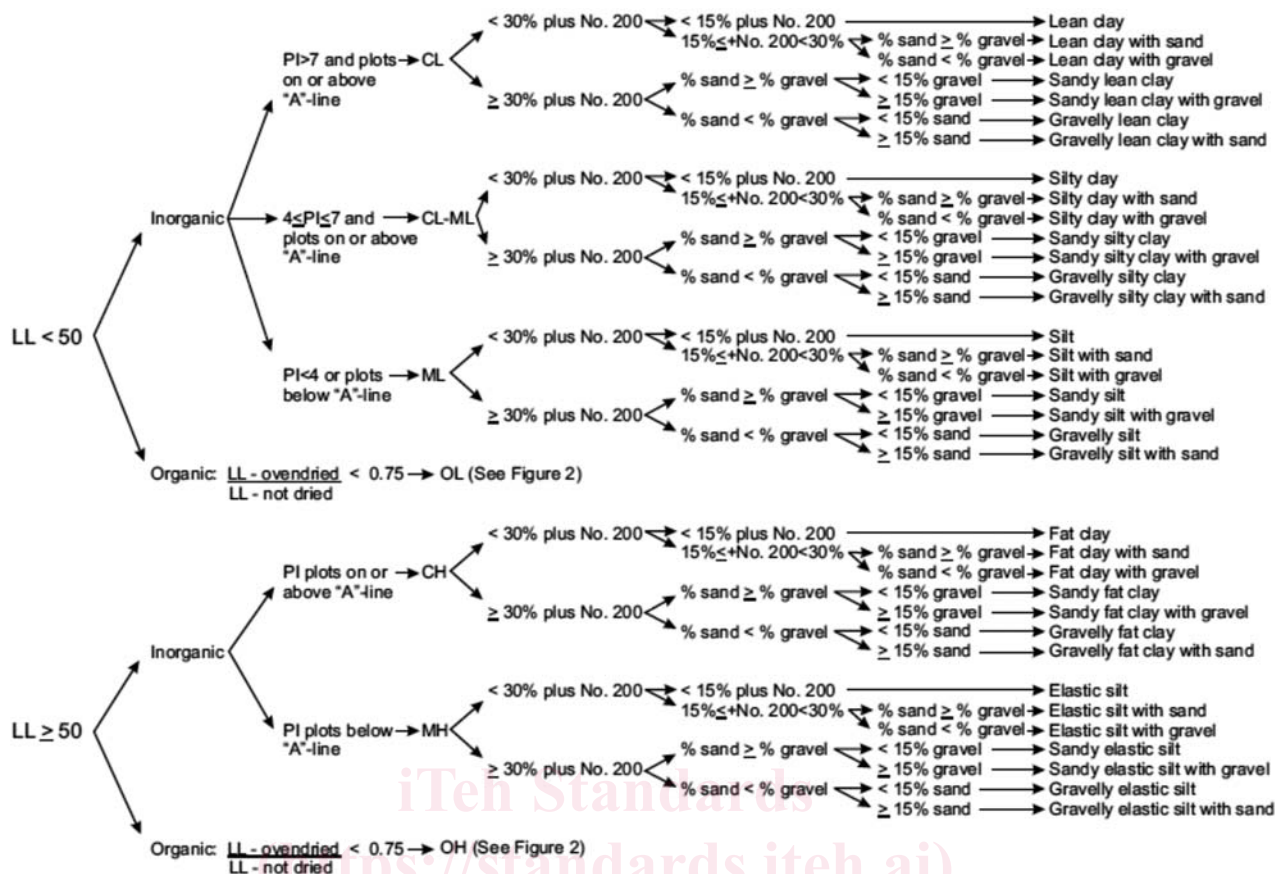 < 30% plus No. 200 < 15% plus No. 200 Lean clay
15%≤+No. 200<30% % sand ≥ % gravel Lean clay with sand
PI>7 and plots CL % sand < % gravel Lean clay with gravel
on or above % sand ≥ % gravel < 15% gravel Sandy lean clay
"A"-line ≥ 30% plus No. 200 ≥ 15% gravel Sandy lean clay with gravel
% sand < % gravel < 15% sand Gravelly lean clay
≥ 15% sand Gravelly lean clay with sand
< 30% plus No. 200 < 15% plus No. 200 Silty clay
15%≤+No. 200<30% % sand ≥ % gravel Silty clay with sand
Inorganic 4≤PI≤7 and CL-ML % sand < % gravel Silty clay with gravel
plots on or above % sand ≥ % gravel < 15% gravel Sandy silty clay
"A"-line ≥ 30% plus No. 200 ≥ 15% gravel Sandy silty clay with gravel
% sand < % gravel < 15% sand Gravelly silty clay
≥ 15% sand Gravelly silty clay with sand
LL < 50 < 30% plus No. 200 < 15% plus No. 200 Silt
15%≤+No. 200<30% % sand ≥ % gravel Silt with sand
PI<4 or plots ML % sand < % gravel Silt with gravel
below "A"-line % sand ≥ % gravel < 15% gravel Sandy silt
≥ 30% plus No. 200 ≥ 15% gravel Sandy silt with gravel
% sand < % gravel < 15% sand Gravelly silt
≥ 15% sand Gravelly silt with sand
Organic: LL - ovendried < 0.75 OL (See Figure 2)
LL - not dried
< 30% plus No. 200 < 15% plus No. 200 Fat clay
15%≤+No. 200<30% % sand ≥ % gravel Fat clay with sand
PI plots on or CH % sand < % gravel Fat clay with gravel
above "A"-line % sand ≥ % gravel < 15% gravel Sandy fat clay
≥ 30% plus No. 200 ≥ 15% gravel Sandy fat clay with gravel
% sand < % gravel < 15% sand Gravelly fat clay
Inorganic ≥ 15% sand Gravelly fat clay with sand
< 30% plus No. 200 < 15% plus No. 200 Elastic silt
15%≤+No. 200<30% % sand ≥ % gravel Elastic silt with sand
LL ≥ 50 PI plots below MH % sand < % gravel Elastic silt with gravel
"A"-line % sand ≥ % gravel < 15% gravel Sandy elastic silt
≥ 30% plus No. 200 ≥ 15% gravel Sandy elastic silt with gravel
% sand < % gravel < 15% sand Gravelly elastic silt
≥ 15% sand Gravelly elastic silt with sand
iTeh Standards
Organic: LL - ovendried < 0.75 OH (See Figure 2)
LL - not dried
(https://standards.iteh.ai)